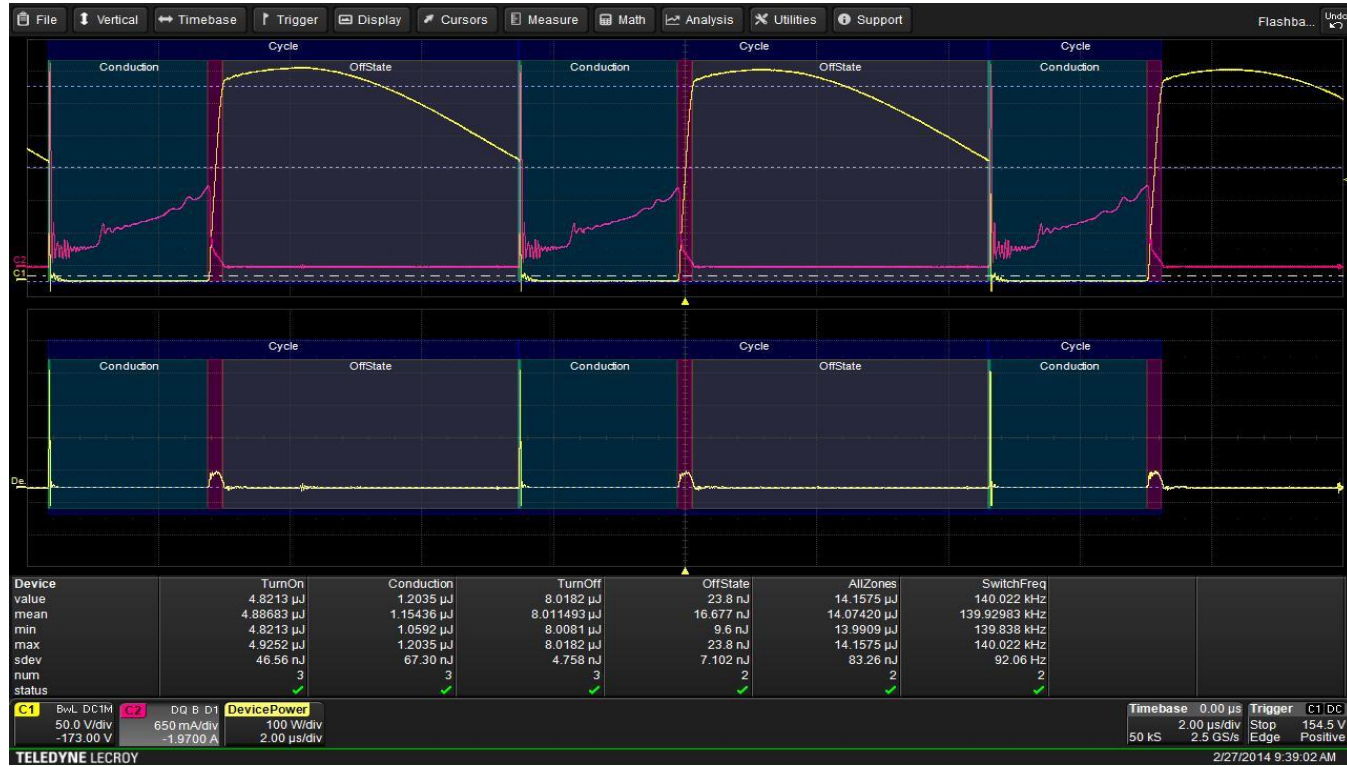 File Vertical Timebase Trigger Display Cursors Measure Math Analysis Utilities Support Flashba... Undo
Cycle Cycle Cycle
Conduction OffState Conduction OffState Conduction
C2
C1
Cycle Cycle Cycle
Conduction OffState Conduction OffState Conduction
De
Device TurnOn Conduction TurnOff OffState AllZones SwitchFreq
value 4.8213 µJ 1.2035 µJ 8.0182 µJ 23.8 nJ 14.1575 µJ 140.022 kHz
mean 4.88683 µJ 1.15436 µJ 8.011493 µJ 16.677 nJ 14.07420 µJ 139.92983 kHz
min 4.8213 µJ 1.0592 µJ 8.0081 µJ 9.6 nJ 13.9909 µJ 139.838 kHz
max 4.9252 µJ 1.2035 µJ 8.0182 µJ 23.8 nJ 14.1575 µJ 140.022 kHz
sdev 46.56 nJ 67.30 nJ 4.758 nJ 7.102 nJ 83.26 nJ 92.06 Hz
num 3 3 3 2 2 2
status
C1 BwL DC1M C2 DQ B D1 DevicePower Timebase 0.00 µs Trigger C1 DC
50.0 V/div 650 mA/div 100 W/div 2.00 µs/div Stop 154.5 V
-173.00 V -1.9700 A 2.00 µs/div 50 kS 2.5 GS/s Edge Positive
TELEDYNE LECROY 2/27/2014 9:39:02 AM